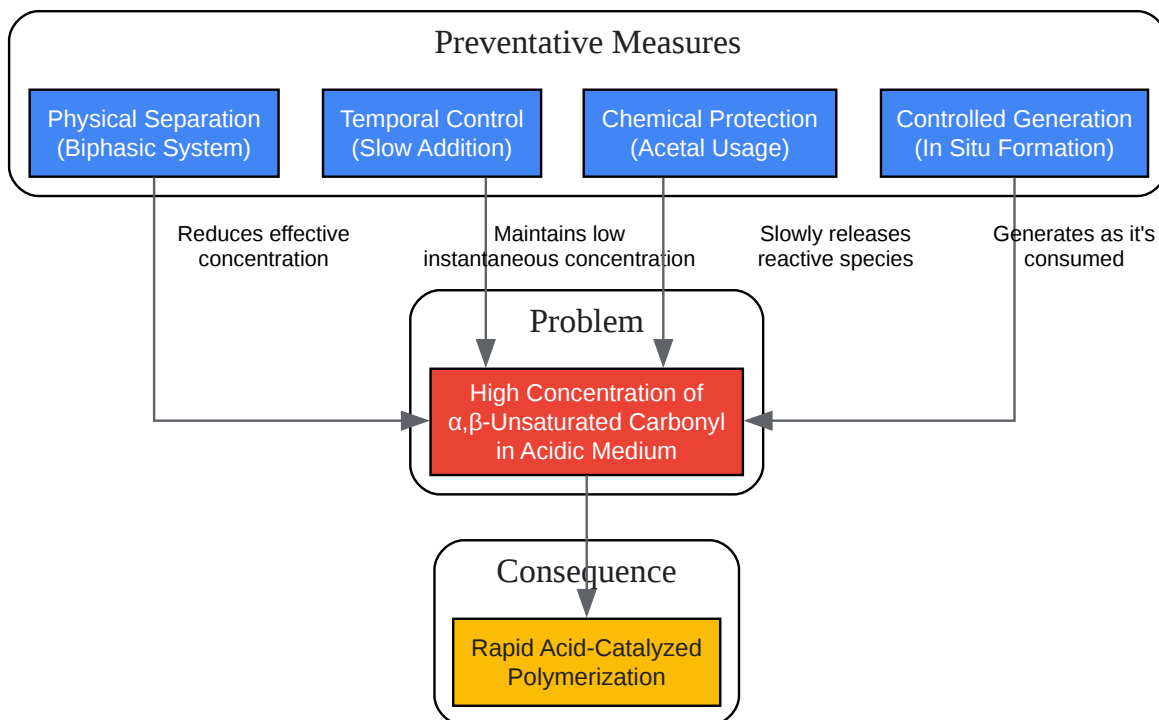 Preventative Measures
Physical Separation
(Biphasic System)
Temporal Control
(Slow Addition)
Chemical Protection
(Acetal Usage)
Controlled Generation
(In Situ Formation)
Reduces effective
concentration
Maintains low
instantaneous concentration
Slowly releases
reactive species
Generates as it's
consumed
Problem
High Concentration of
α,β-Unsaturated Carbonyl
in Acidic Medium
Consequence
Rapid Acid-Catalyzed
Polymerization